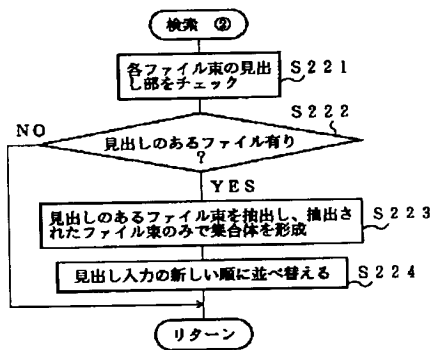 検索 ②
各ファイル束の見出
し部をチェック
S221
S222
NO
見出しのあるファイル有り
?
YES
見出しのあるファイル束を抽出し、抽出さ
れたファイル束のみで集合体を形成
S223
見出し入力の新しい順に並べ替える
S224
リターン